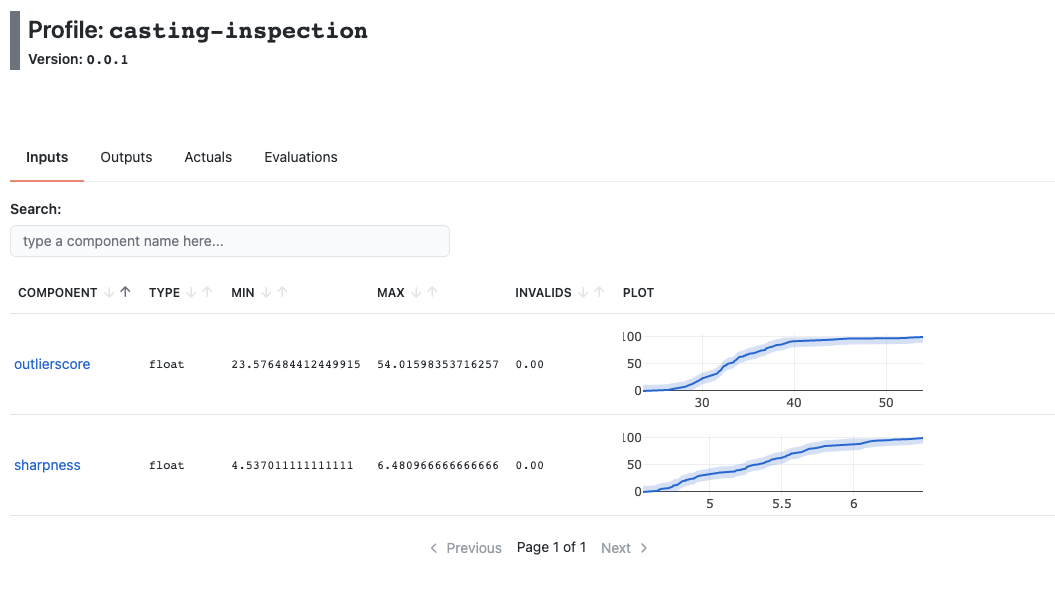 Profile: casting-inspection
Version: 0.0.1
Inputs Outputs Actuals Evaluations
Search:
type a component name here...
COMPONENT ↓↑ TYPE ↓↑ MIN ↓↑ MAX ↓↑ INVALIDS ↓↑ PLOT
outlierscore float 23.576484412449915 54.01598353716257 0.00
100
50
0
30 40 50
sharpness float 4.537011111111111 6.480966666666666 0.00
100
50
0
5 5.5 6
Previous Page 1 of 1 Next